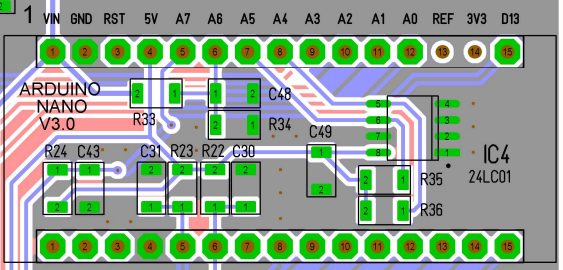 1 VIN GND RST 5V A7 A6 A5 A4 A3 A2 A1 A0 REF 3V3 D13
1 2 3 4 5 6 7 8 9 10 11 12 13 14 15
ARDUINO
NANO
V3.0
2 1
R33
2 1
C48
2 1
R34
C49
1
2
5 4
6 3
7 2
8 1
IC4
24LC01
R24 C43 C31 R23 R22 C30
1 1 2 2 2 2
2 2 1 1 1 1
2 1
R35
2 1
R36
1 2 3 4 5 6 7 8 9 10 11 12 13 14 15